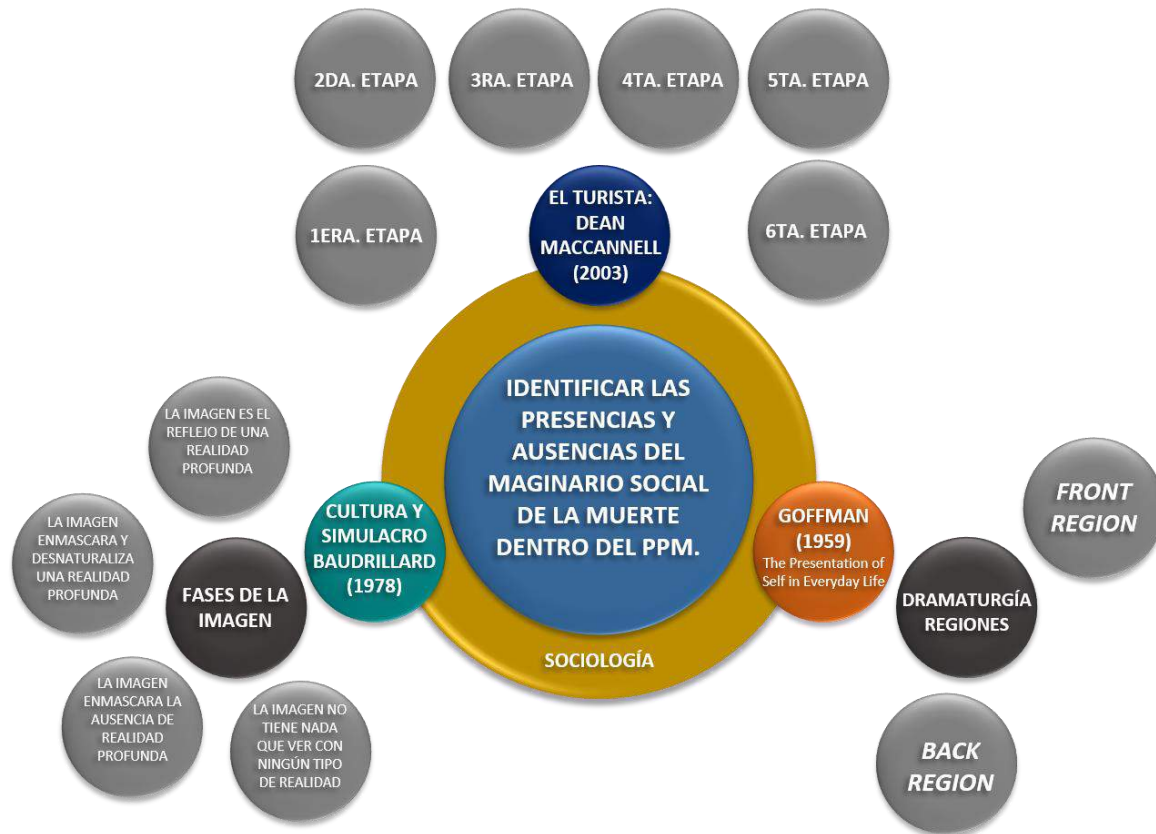 2DA. ETAPA
3RA. ETAPA
4TA. ETAPA
5TA. ETAPA
1ERA. ETAPA
EL TURISTA:
DEAN
MACCANNELL
(2003)
6TA. ETAPA
IDENTIFICAR LAS
PRESENCIAS Y
AUSENCIAS DEL
MAGINARIO SOCIAL
DE LA MUERTE
DENTRO DEL PPM.
SOCIOLOGÍA
CULTURA Y
SIMULACRO
BAUDRILLARD
(1978)
FASES DE LA
IMAGEN
LA IMAGEN ES EL
REFLEJO DE UNA
REALIDAD
PROFUNDA
LA IMAGEN
ENMASCARA Y
DESNATURALIZA
UNA REALIDAD
PROFUNDA
LA IMAGEN
ENMASCARA LA
AUSENCIA DE
REALIDAD
PROFUNDA
LA IMAGEN NO
TIENE NADA
QUE VER CON
NINGÚN TIPO
DE REALIDAD
GOFFMAN
(1959)
The Presentation of
Self in Everyday Life
DRAMATURGÍA
REGIONES
FRONT
REGION
BACK
REGION